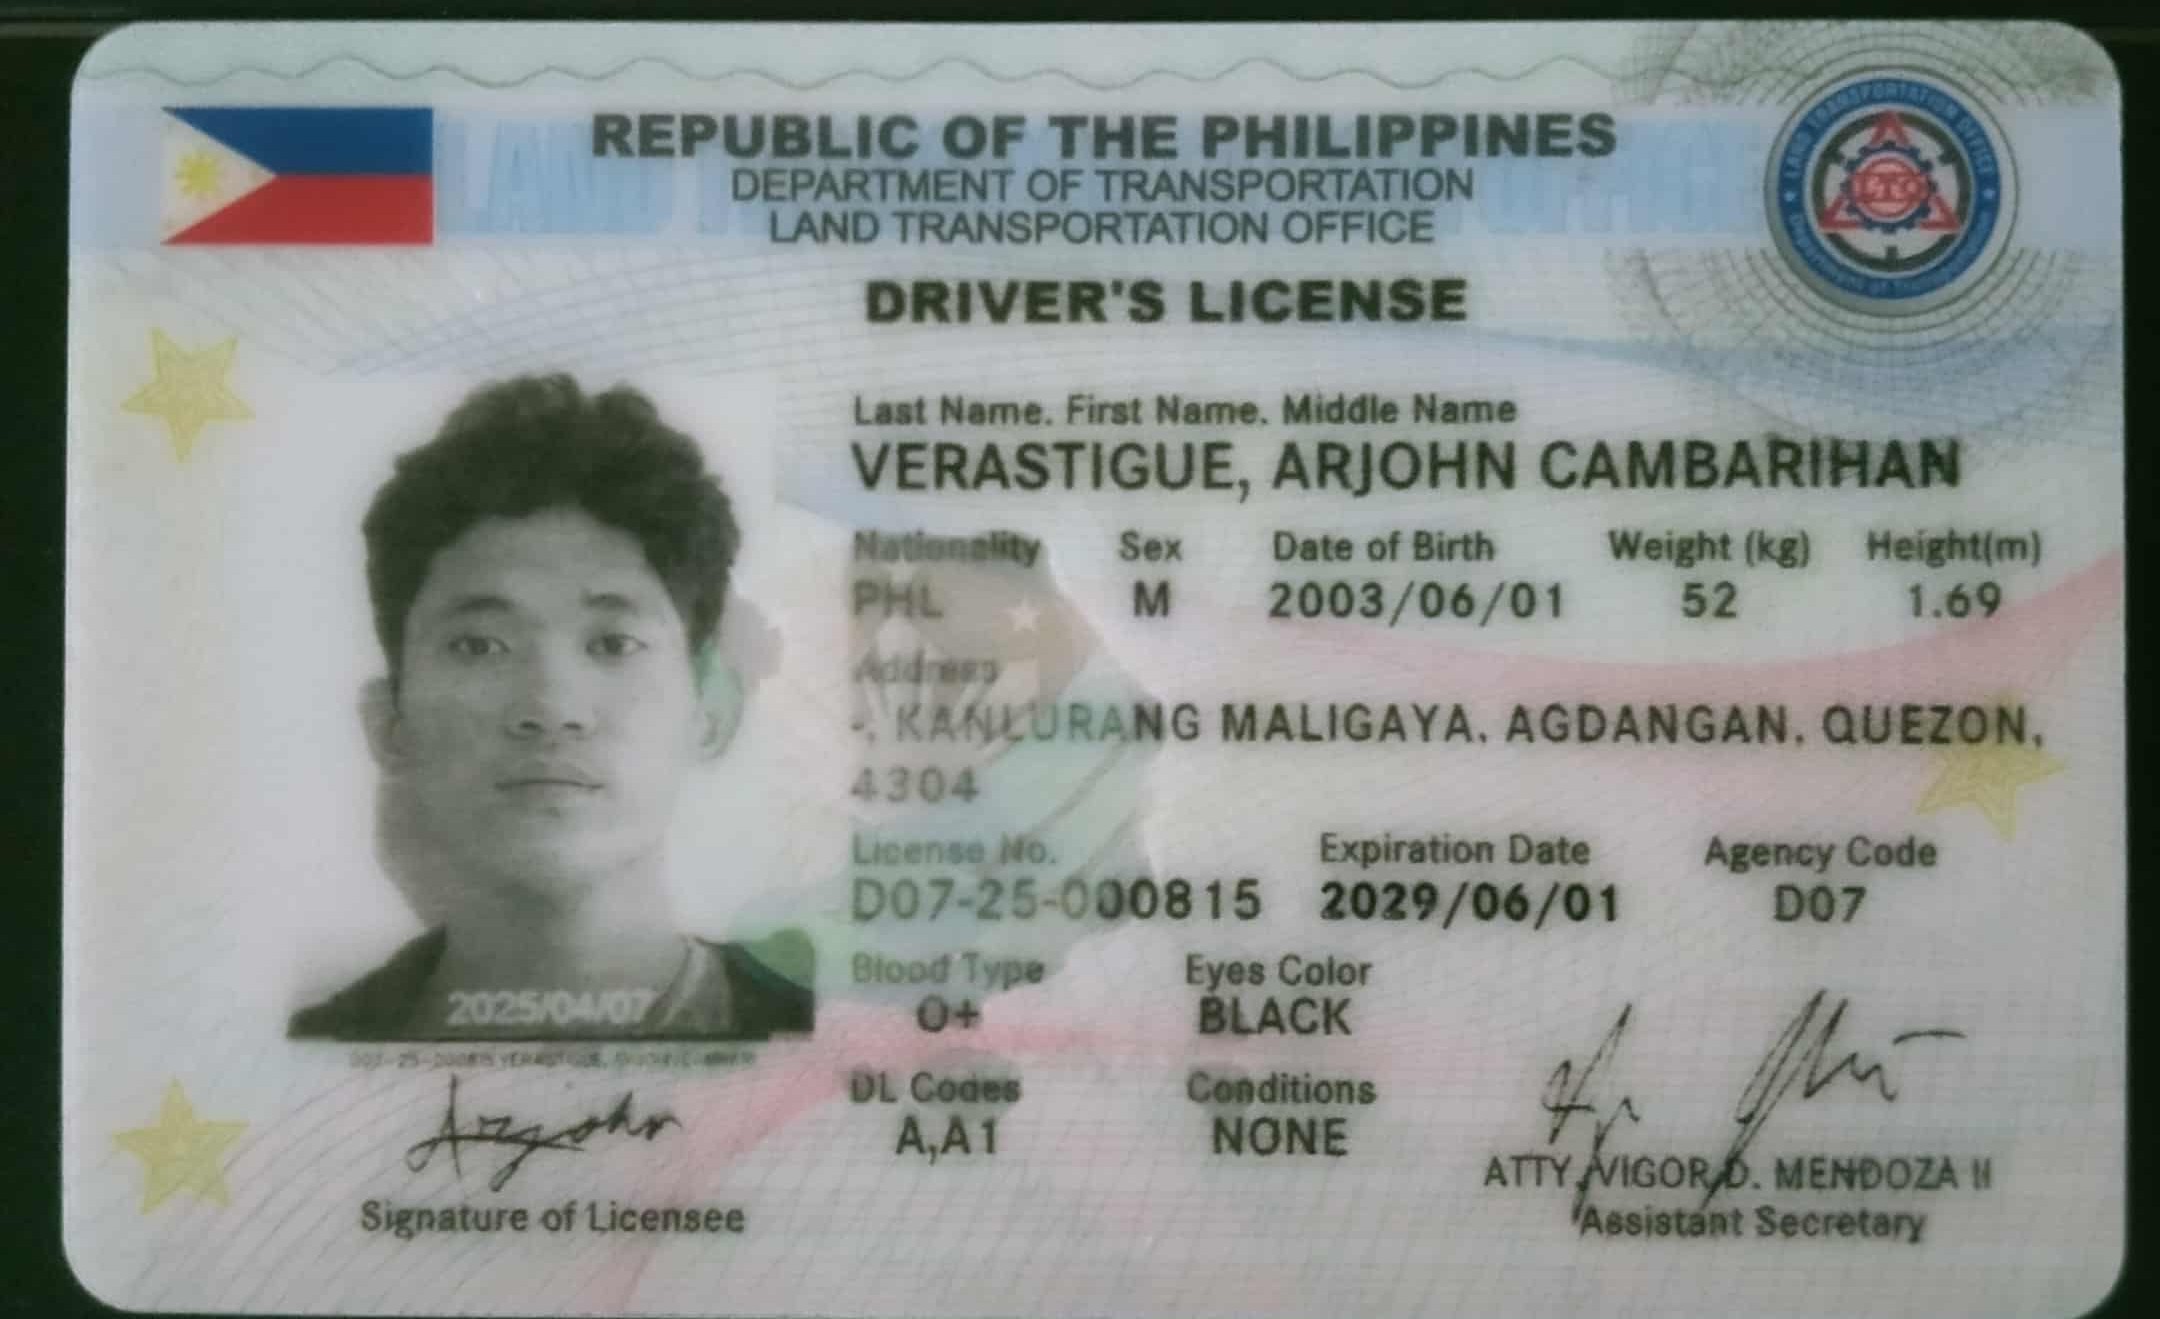 REPUBLIC OF THE PHILIPPINES
DEPARTMENT OF TRANSPORTATION
LAND TRANSPORTATION OFFICE
LAND TRANSPORTATION OFFICE
Department of Transportation
LTO
DRIVER'S LICENSE
Last Name. First Name. Middle Name
VERASTIGUE, ARJOHN CAMBARIHAN
Nationality Sex Date of Birth Weight (kg) Height(m)
PHL M 2003/06/01 52 1.69
Address
-, KANLURANG MALIGAYA. AGDANGAN. QUEZON,
4304
License No. Expiration Date Agency Code
D07-25-000815 2029/06/01 D07
Blood Type Eyes Color
O+ BLACK
DL Codes Conditions
A,A1 NONE
2025/04/07
Arjohn
Signature of Licensee
ATTY. VIGOR D. MENDOZA II
Assistant Secretary